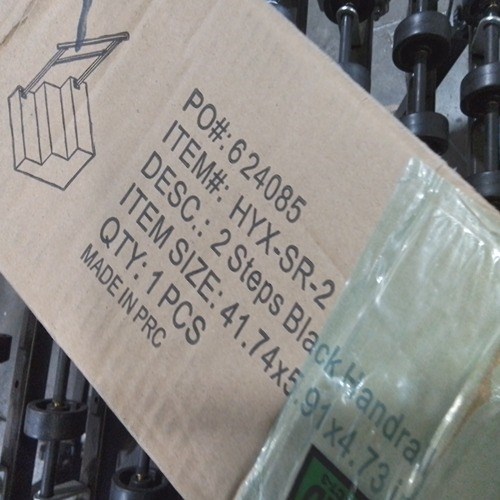 PO#: 624085
ITEM#: HYX-SR-2
DESC.: 2 Steps Black Handra
ITEM SIZE: 41.74x5.91x4.73 i
QTY: 1 PCS
MADE IN PRC